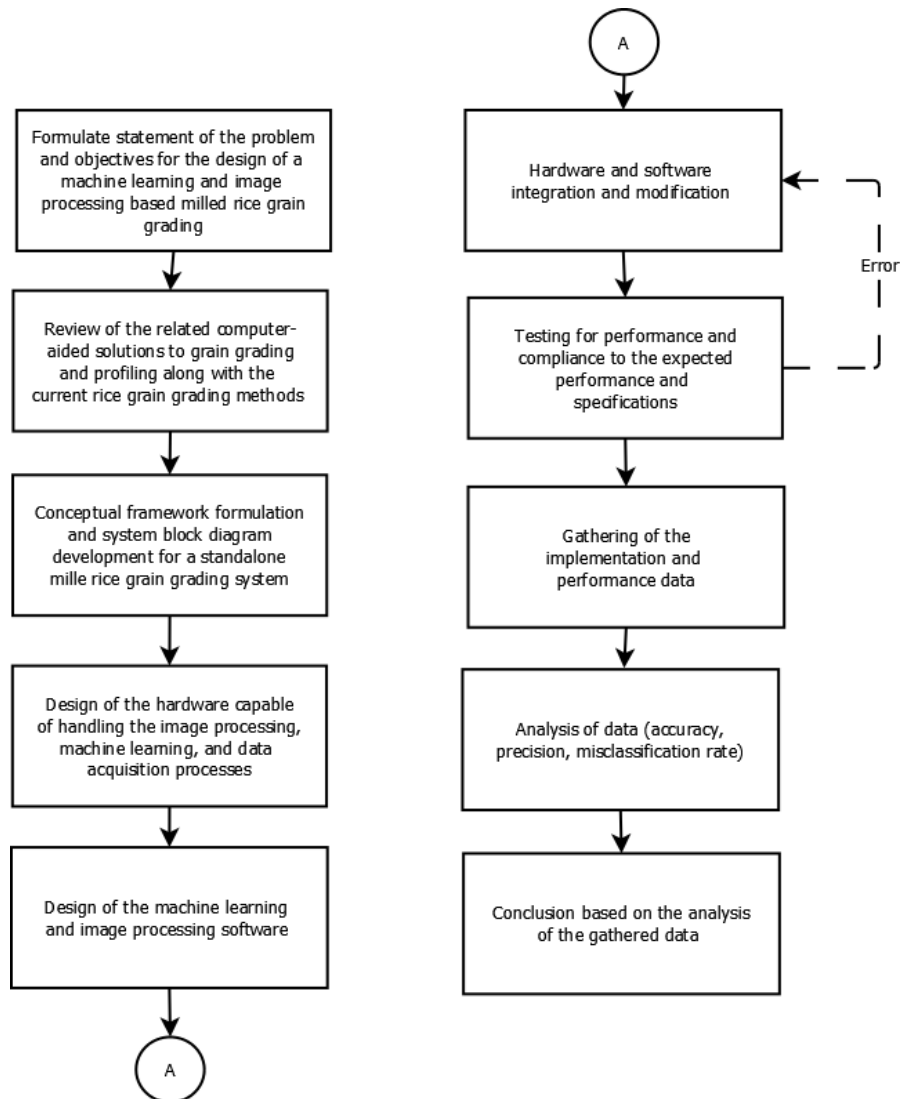 Formulate statement of the problem
and objectives for the design of a
machine learning and image
processing based milled rice grain
grading
Review of the related computer-
aided solutions to grain grading
and profiling along with the
current rice grain grading methods
Conceptual framework formulation
and system block diagram
development for a standalone
mille rice grain grading system
Design of the hardware capable
of handling the image processing,
machine learning, and data
acquisition processes
Design of the machine learning
and image processing software
A
A
Hardware and software
integration and modification
Error
Testing for performance and
compliance to the expected
performance and
specifications
Gathering of the
implementation and
performance data
Analysis of data (accuracy,
precision, misclassification rate)
Conclusion based on the analysis
of the gathered data